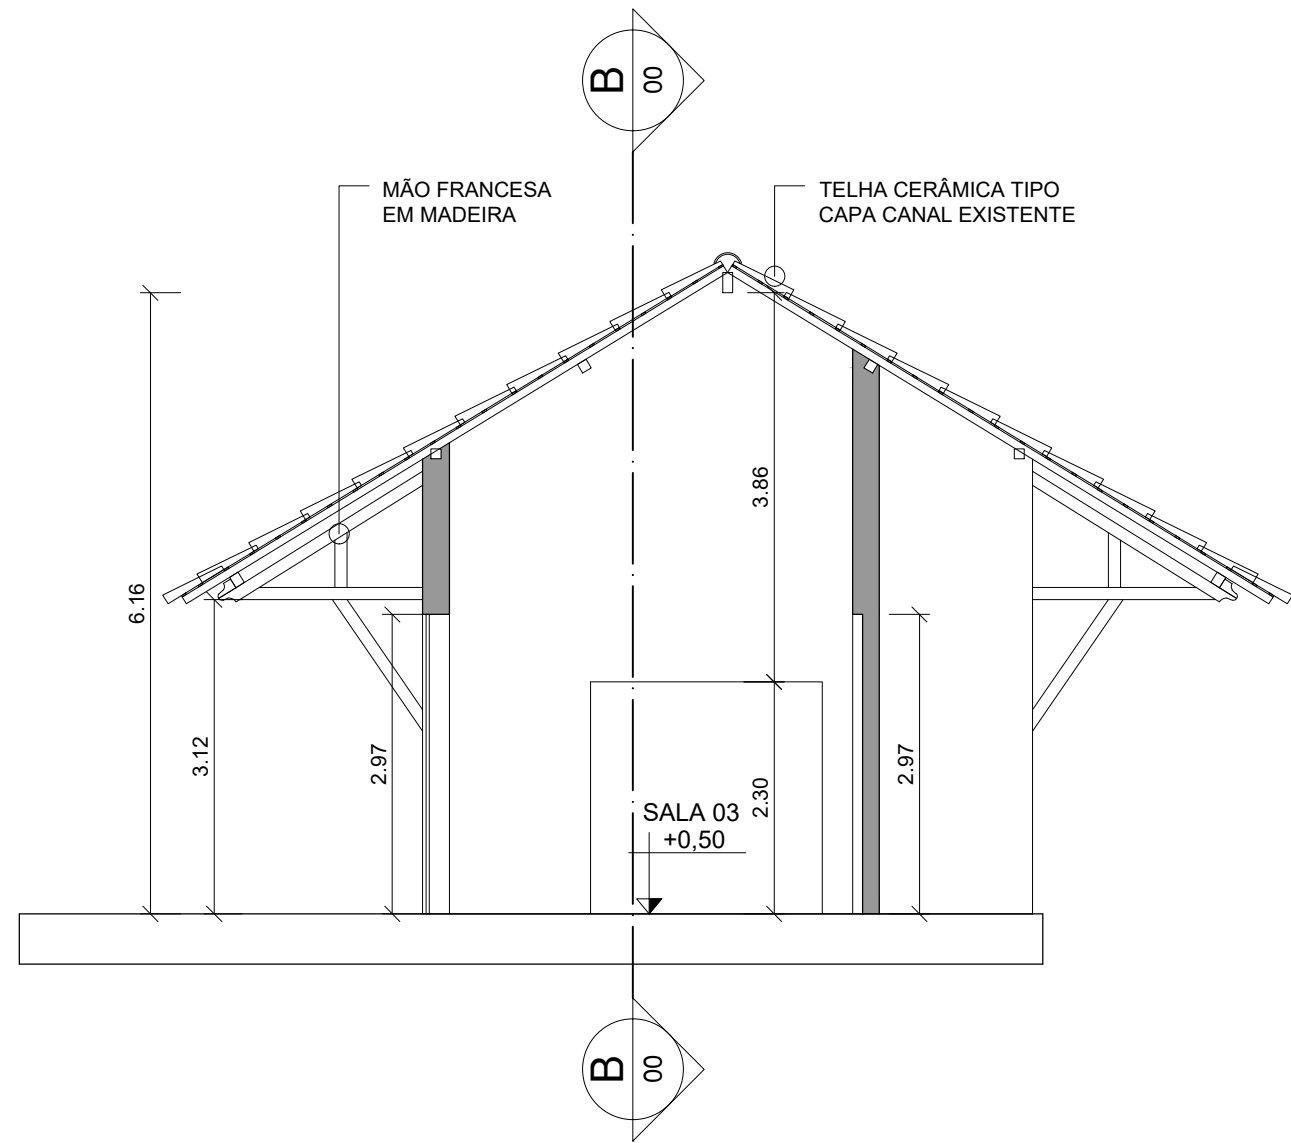 B
00
MÃO FRANCESA
EM MADEIRA
TELHA CERÂMICA TIPO
CAPA CANAL EXISTENTE
6.16
3.12
2.97
3.86
2.30
2.97
SALA 03
+0,50
B
00